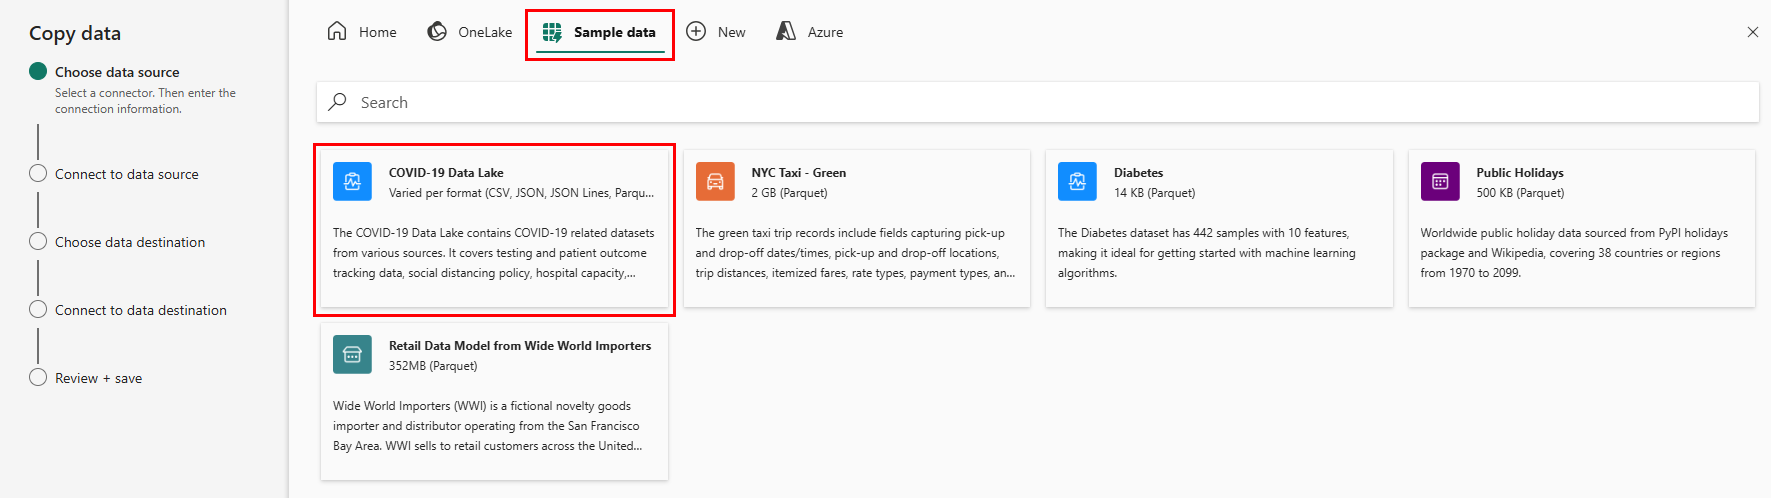 Copy data
Choose data source
Select a connector. Then enter the
connection information.
Connect to data source
Choose data destination
Connect to data destination
Review + save
Home
OneLake
Sample data
New
Azure
Search
COVID-19 Data Lake
Varied per format (CSV, JSON, JSON Lines, Parqu...
The COVID-19 Data Lake contains COVID-19 related datasets
from various sources. It covers testing and patient outcome
tracking data, social distancing policy, hospital capacity,...
NYC Taxi - Green
2 GB (Parquet)
The green taxi trip records include fields capturing pick-up
and drop-off dates/times, pick-up and drop-off locations,
trip distances, itemized fares, rate types, payment types, an...
Diabetes
14 KB (Parquet)
The Diabetes dataset has 442 samples with 10 features,
making it ideal for getting started with machine learning
algorithms.
Public Holidays
500 KB (Parquet)
Worldwide public holiday data sourced from PyPI holidays
package and Wikipedia, covering 38 countries or regions
from 1970 to 2099.
Retail Data Model from Wide World Importers
352MB (Parquet)
Wide World Importers (WWI) is a fictional novelty goods
importer and distributor operating from the San Francisco
Bay Area. WWI sells to retail customers across the United...